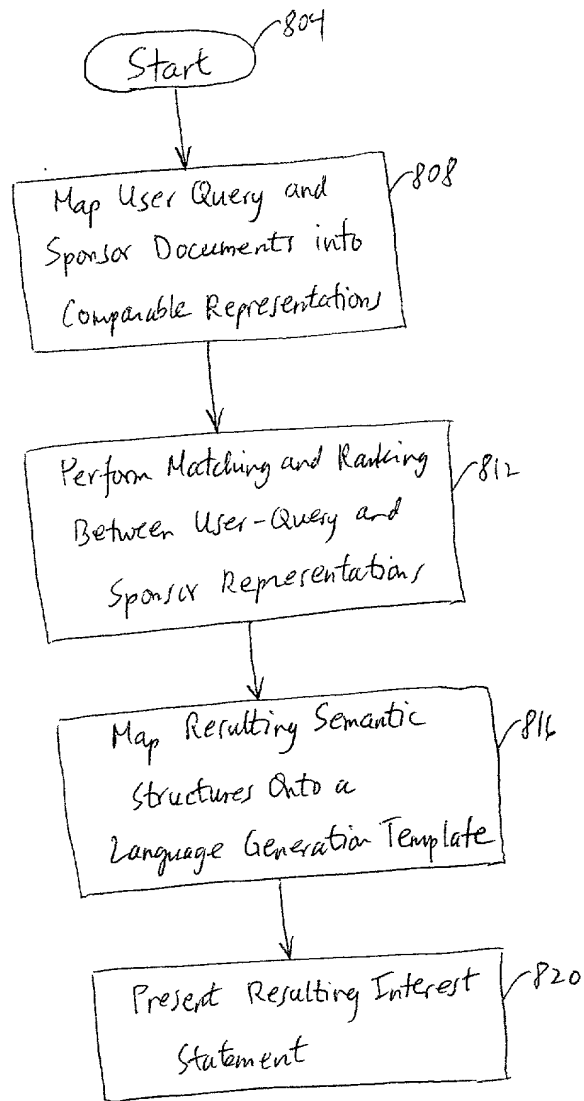 804
Start
808
Map User Query and
Sponsor Documents into
Comparable Representations
812
Perform Matching and Ranking
Between User-Query and
Sponsor Representations
816
Map Resulting Semantic
Structures Onto a
Language Generation Template
820
Present Resulting Interest
Statement